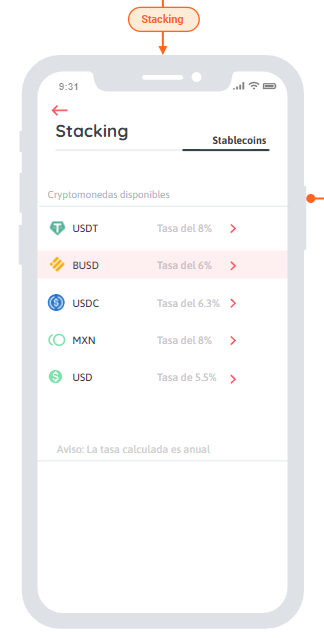 Stacking
9:31
Stacking
Stablecoins
Cryptomonedas disponibles
USDT Tasa del 8%
BUSD Tasa del 6%
USDC Tasa del 6.3%
MXN Tasa del 8%
USD Tasa de 5.5%
Aviso: La tasa calculada es anual